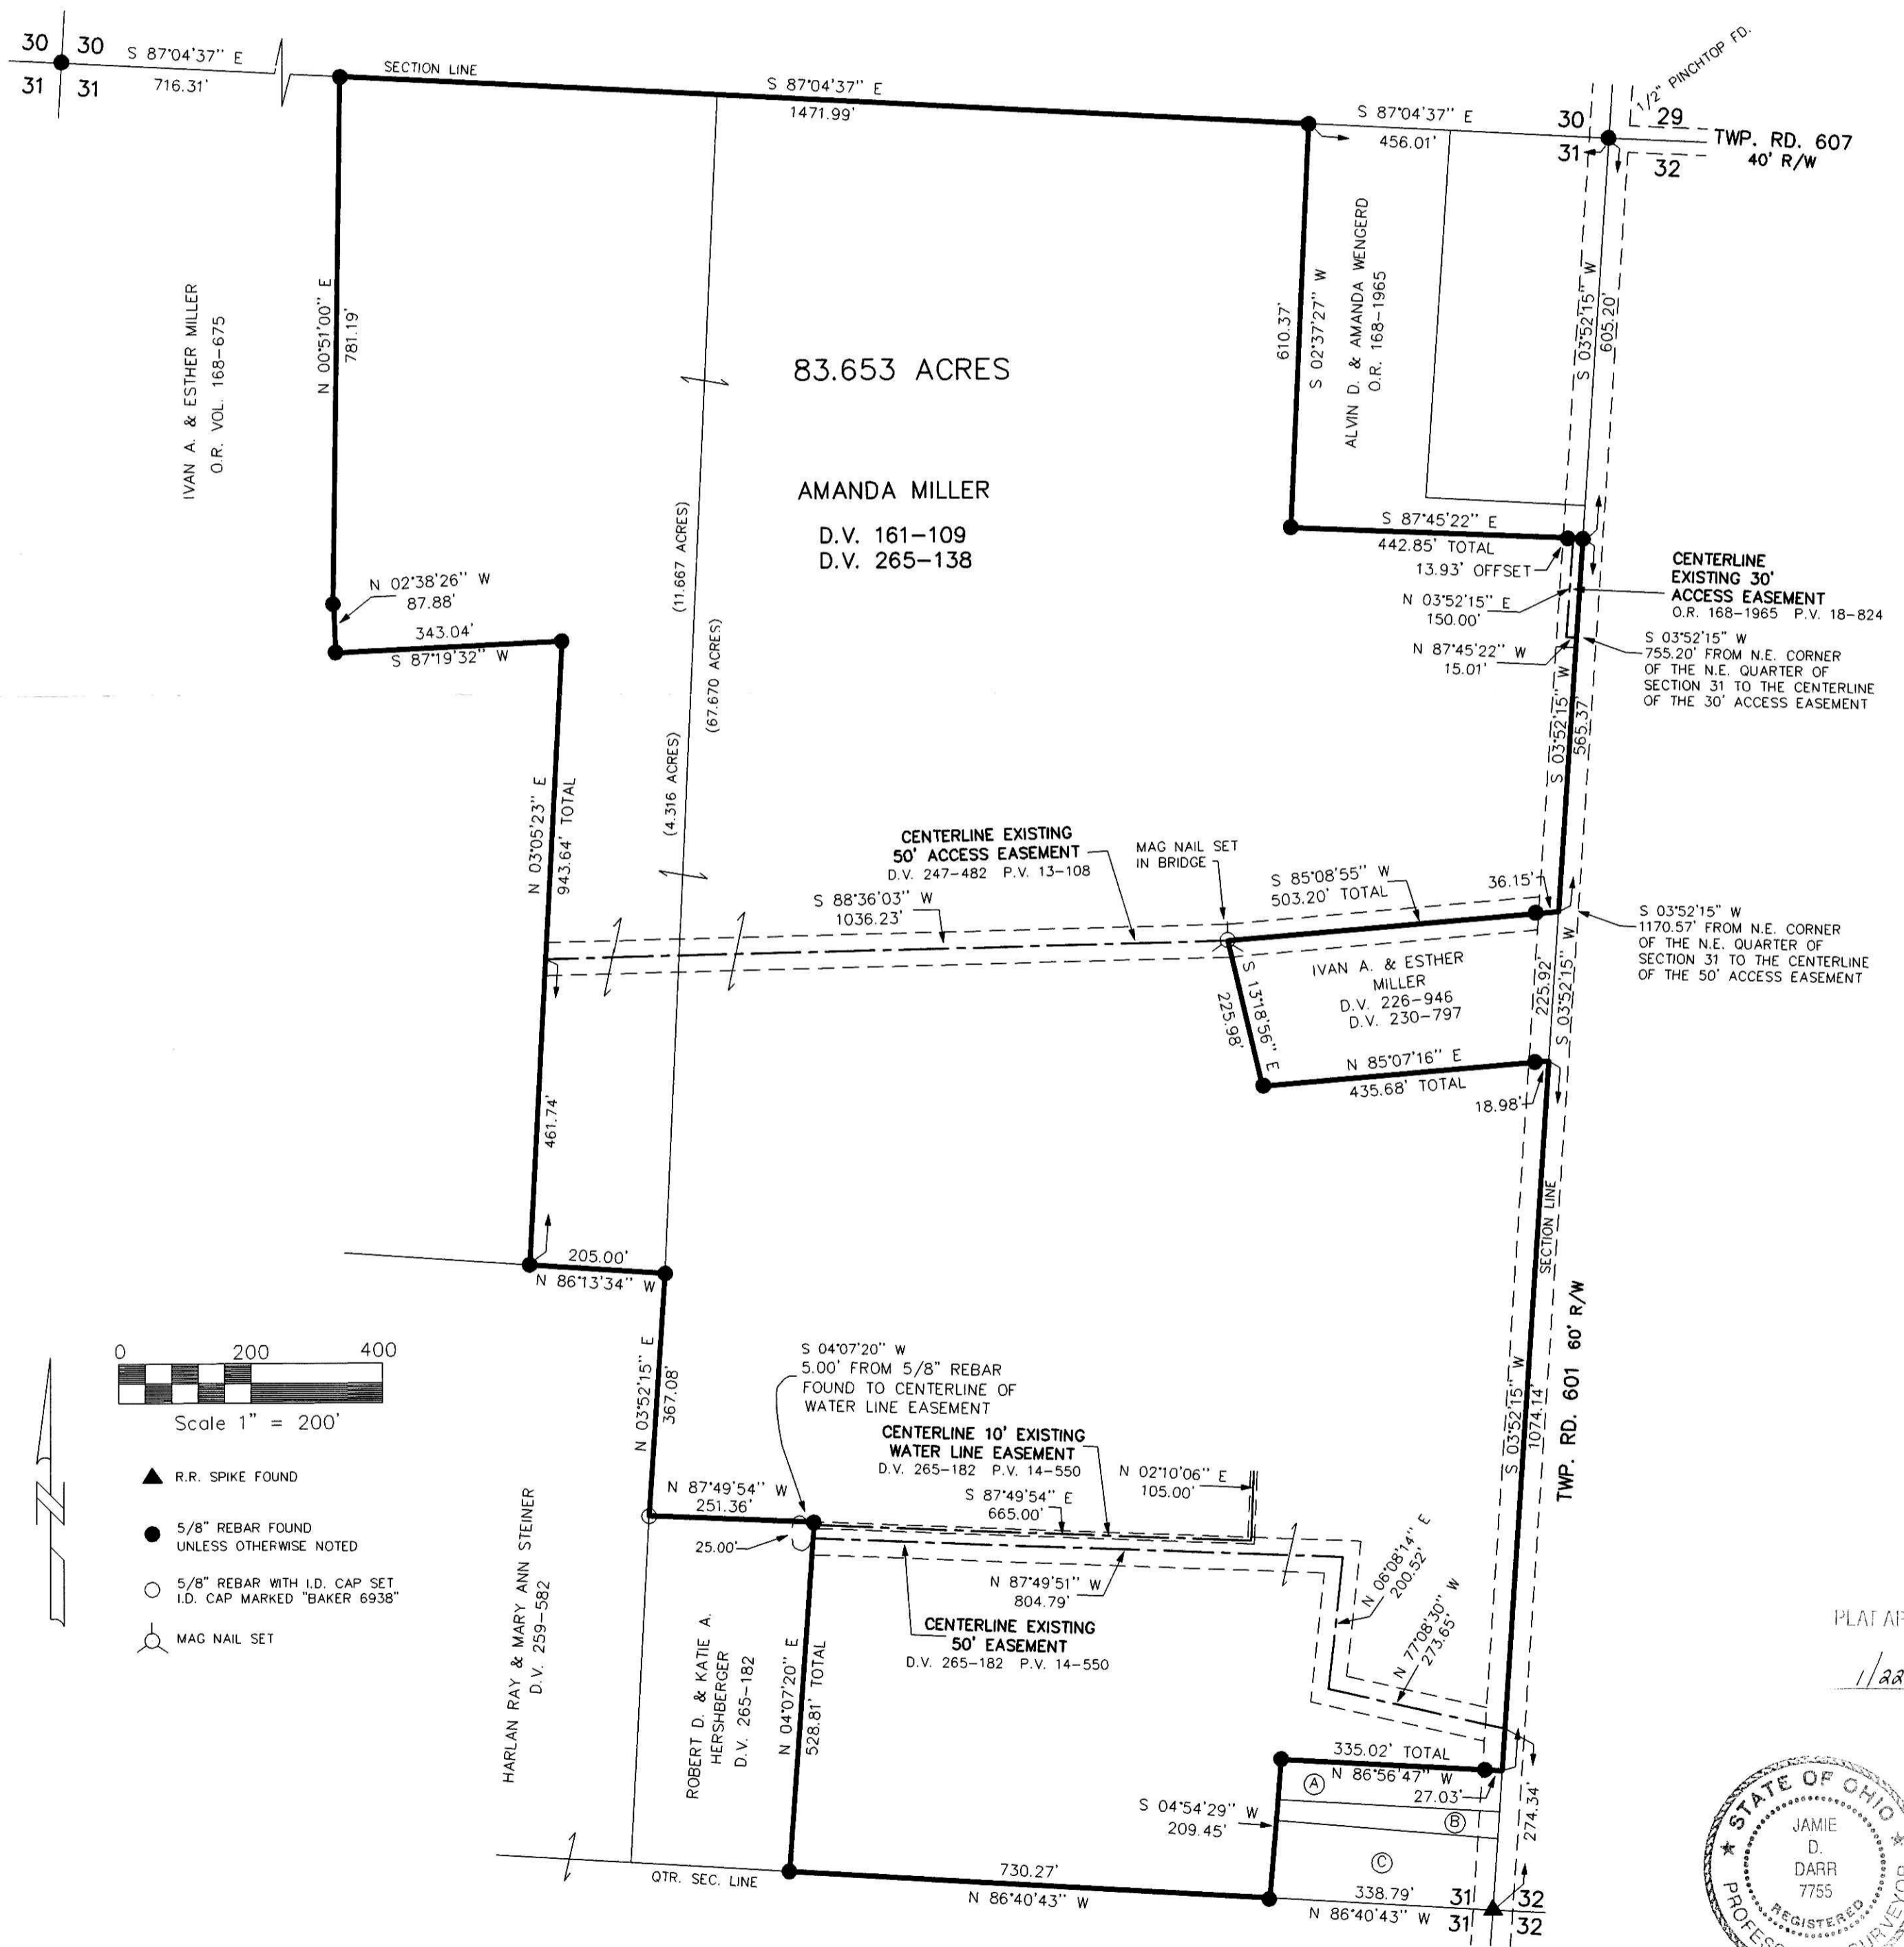 30
30
31
31
S 87°04'37" E
716.31'
SECTION LINE
S 87°04'37" E
1471.99'
S 87°04'37" E
456.01'
30
29
31
32
1/2" PINCHTOP FD.
TWP. RD. 607
40' R/W
IVAN A. & ESTHER MILLER
O.R. VOL. 168-675
N 00°51'00" E
781.19'
83.653 ACRES
AMANDA MILLER
D.V. 161-109
D.V. 265-138
610.37'
S 02°37'27" W
ALVIN D. & AMANDA WENGERD
O.R. 168-1965
S 03°52'15" W
605.20'
N 02°38'26" W
87.88'
343.04'
S 87°19'32" W
(11.667 ACRES)
(67.670 ACRES)
(4.316 ACRES)
S 87°45'22" E
442.85' TOTAL
13.93' OFFSET
N 03°52'15" E
150.00'
N 87°45'22" W
15.01'
CENTERLINE
EXISTING 30'
ACCESS EASEMENT
O.R. 168-1965 P.V. 18-824
S 03°52'15" W
755.20' FROM N.E. CORNER
OF THE N.E. QUARTER OF
SECTION 31 TO THE CENTERLINE
OF THE 30' ACCESS EASEMENT
S 03°52'15" W
565.37'
N 03°05'23" E
943.64' TOTAL
CENTERLINE EXISTING
50' ACCESS EASEMENT
D.V. 247-482 P.V. 13-108
MAG NAIL SET
IN BRIDGE
S 88°36'03" W
1036.23'
S 85°08'55" W
503.20' TOTAL
36.15'
S 03°52'15" W
1170.57' FROM N.E. CORNER
OF THE N.E. QUARTER OF
SECTION 31 TO THE CENTERLINE
OF THE 50' ACCESS EASEMENT
IVAN A. & ESTHER
MILLER
D.V. 226-946
D.V. 230-797
S 13°18'56" E
225.98'
225.92'
S 03°52'15" W
N 85°07'16" E
435.68' TOTAL
18.98'
461.74'
SECTION LINE
205.00'
N 86°13'34" W
N 03°52'15" E
367.08'
S 03°52'15" W
1074.14'
TWP. RD. 601 60' R/W
0 200 400
Scale 1" = 200'
N
R.R. SPIKE FOUND
5/8" REBAR FOUND
UNLESS OTHERWISE NOTED
5/8" REBAR WITH I.D. CAP SET
I.D. CAP MARKED "BAKER 6938"
MAG NAIL SET
S 04°07'20" W
5.00' FROM 5/8" REBAR
FOUND TO CENTERLINE OF
WATER LINE EASEMENT
CENTERLINE 10' EXISTING
WATER LINE EASEMENT
D.V. 265-182 P.V. 14-550
N 02°10'06" E
105.00'
S 87°49'54" E
665.00'
N 87°49'54" W
251.36'
25.00'
N 87°49'51" W
804.79'
CENTERLINE EXISTING
50' EASEMENT
D.V. 265-182 P.V. 14-550
N 06°08'14" E
200.52'
N 77°08'30" W
273.65'
HARLAN RAY & MARY ANN STEINER
D.V. 259-582
ROBERT D. & KATIE A.
HERSHBERGER
D.V. 265-182
N 04°07'20" E
528.81' TOTAL
335.02' TOTAL
N 86°56'47" W
27.03'
A
B
C
S 04°54'29" W
209.45'
274.34'
QTR. SEC. LINE
730.27'
N 86°40'43" W
338.79'
N 86°40'43" W
31
32
31
32
PLAT
1/22
STATE OF OHIO
JAMIE
D.
DARR
7755
REGISTERED
SURVEYOR